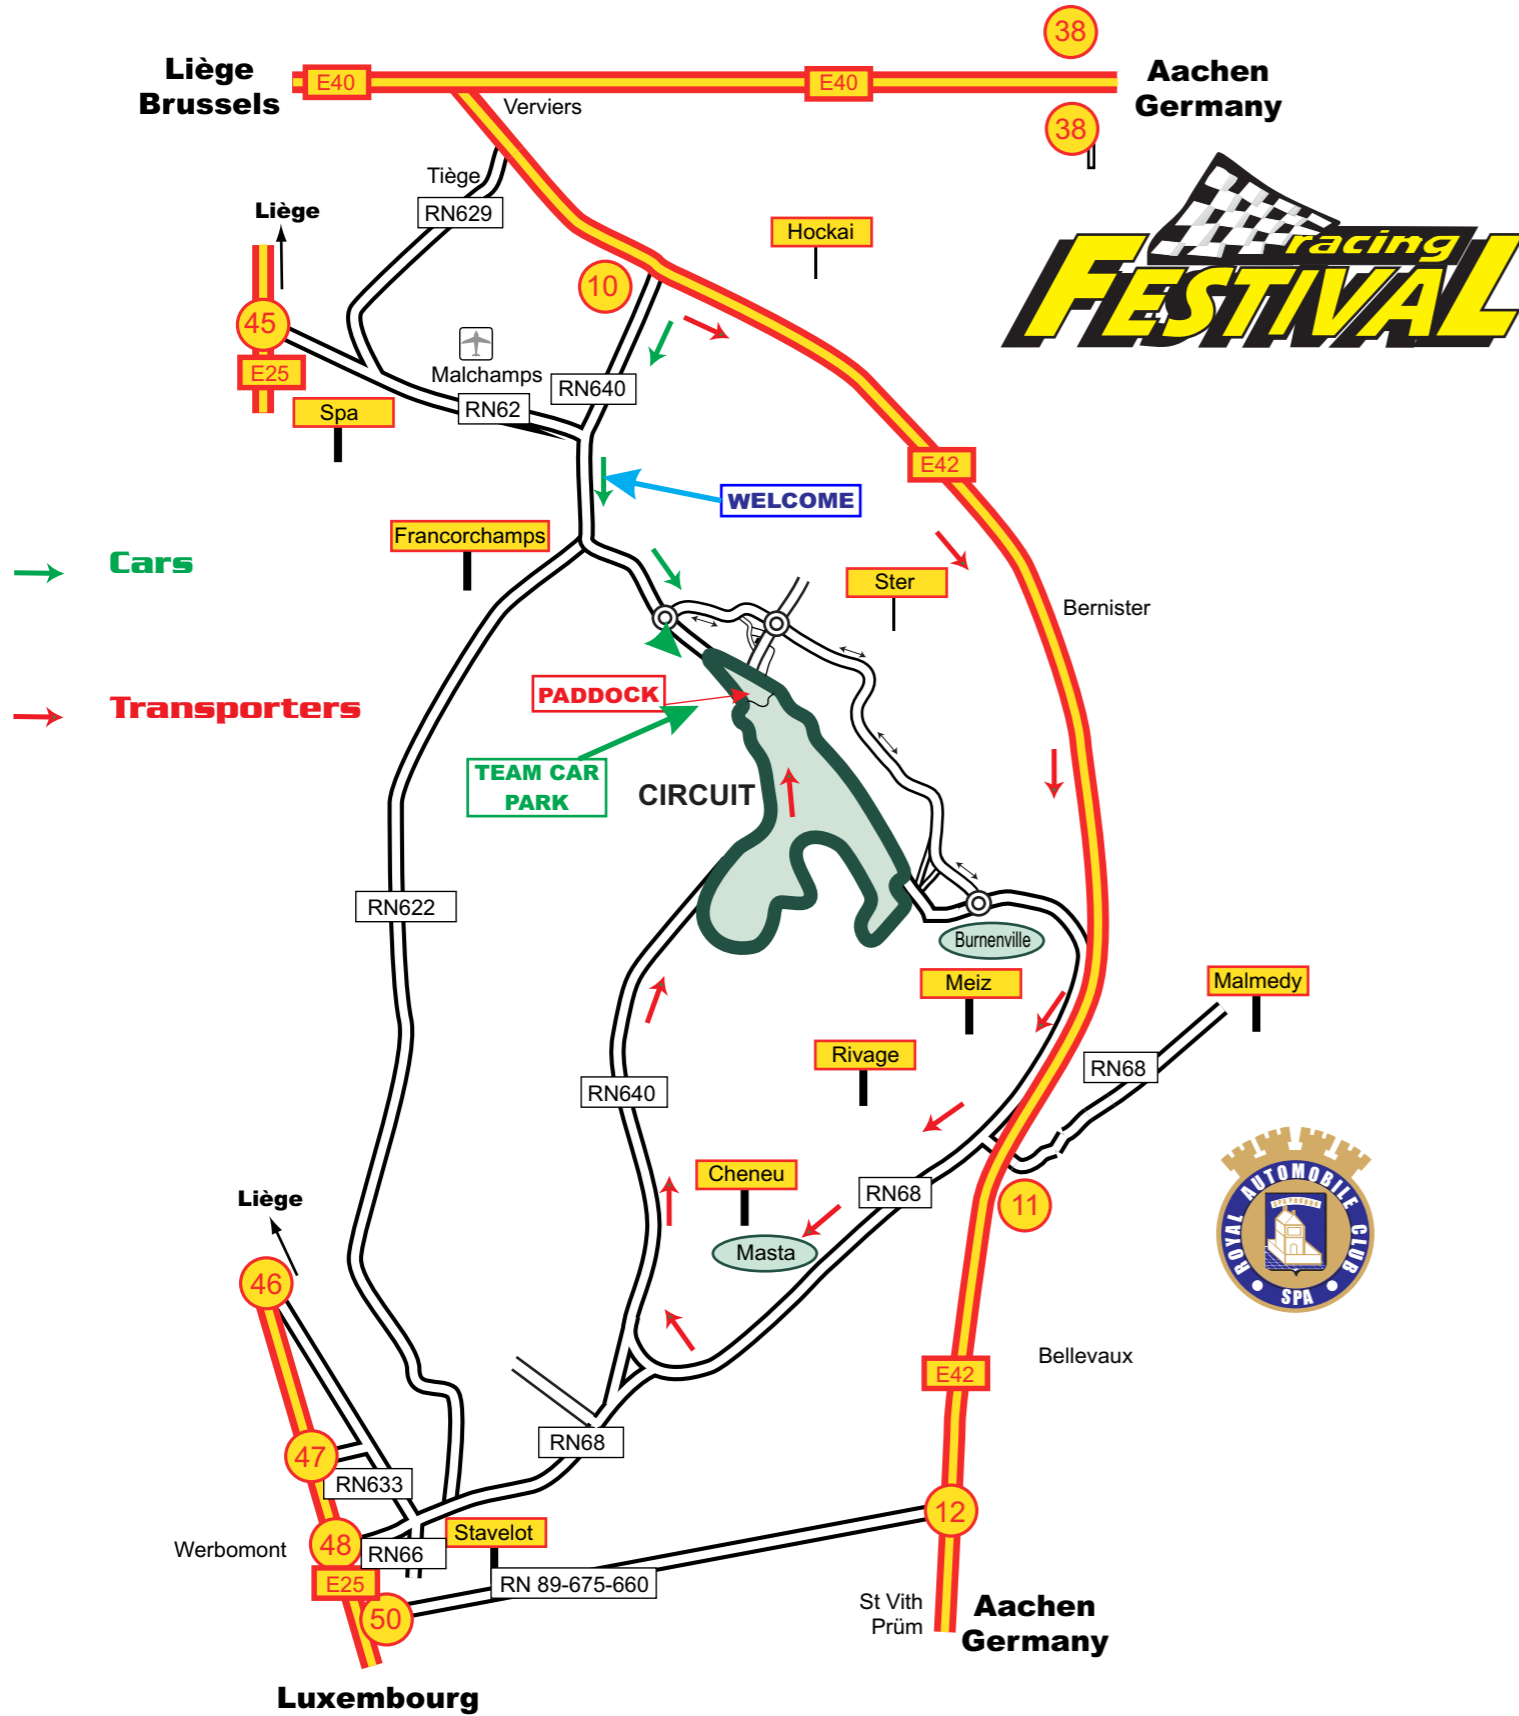 38
Liège
Brussels
E40
E40
Aachen
Germany
Verviers
38
Tiège
RN629
Liège
Hockai
racing
FESTIVAL
10
45
E25
Malchamps
RN640
Spa
RN62
E42
WELCOME
Francorchamps
Cars
Ster
Bernister
PADDOCK
Transporters
TEAM CAR
PARK
CIRCUIT
RN622
Burnenville
Meiz
Malmedy
Rivage
RN68
RN640
Cheneu
RN68
11
Masta
ROYAL AUTOMOBILE CLUB
SPA
Liège
46
Bellevaux
E42
RN68
47
RN633
12
Stavelot
48
Werbomont
RN66
E25
RN 89-675-660
50
St Vith
Prüm
Aachen
Germany
Luxembourg